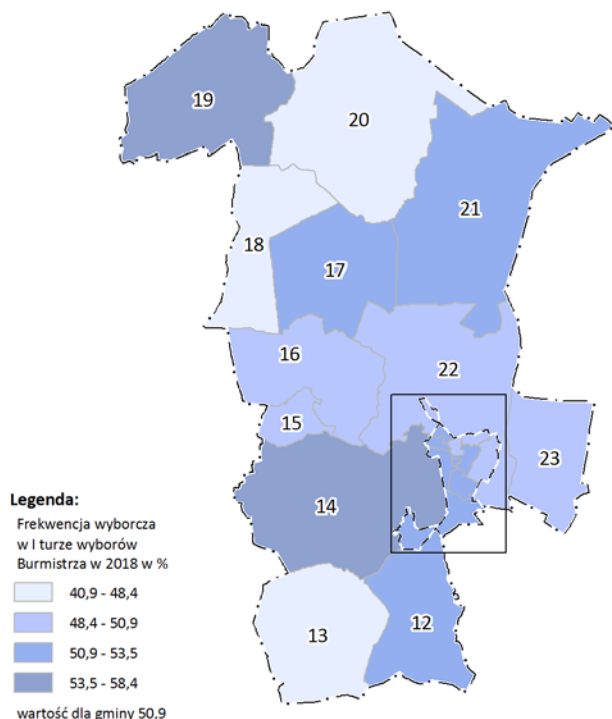 19
20
21
18
17
16
22
15
23
14
13
12
Legenda:
Frekwencja wyborcza
w I turze wyborów
Burmistrza w 2018 w %
40,9 - 48,4
48,4 - 50,9
50,9 - 53,5
53,5 - 58,4
wartość dla gminy 50,9